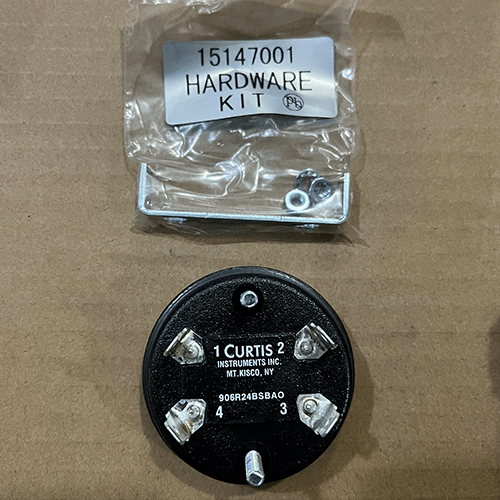 15147001
HARDWARE
KIT Pb
1 CURTIS 2
INSTRUMENTS INC.
MT.KISCO, NY
906R24BSBAO
4 3